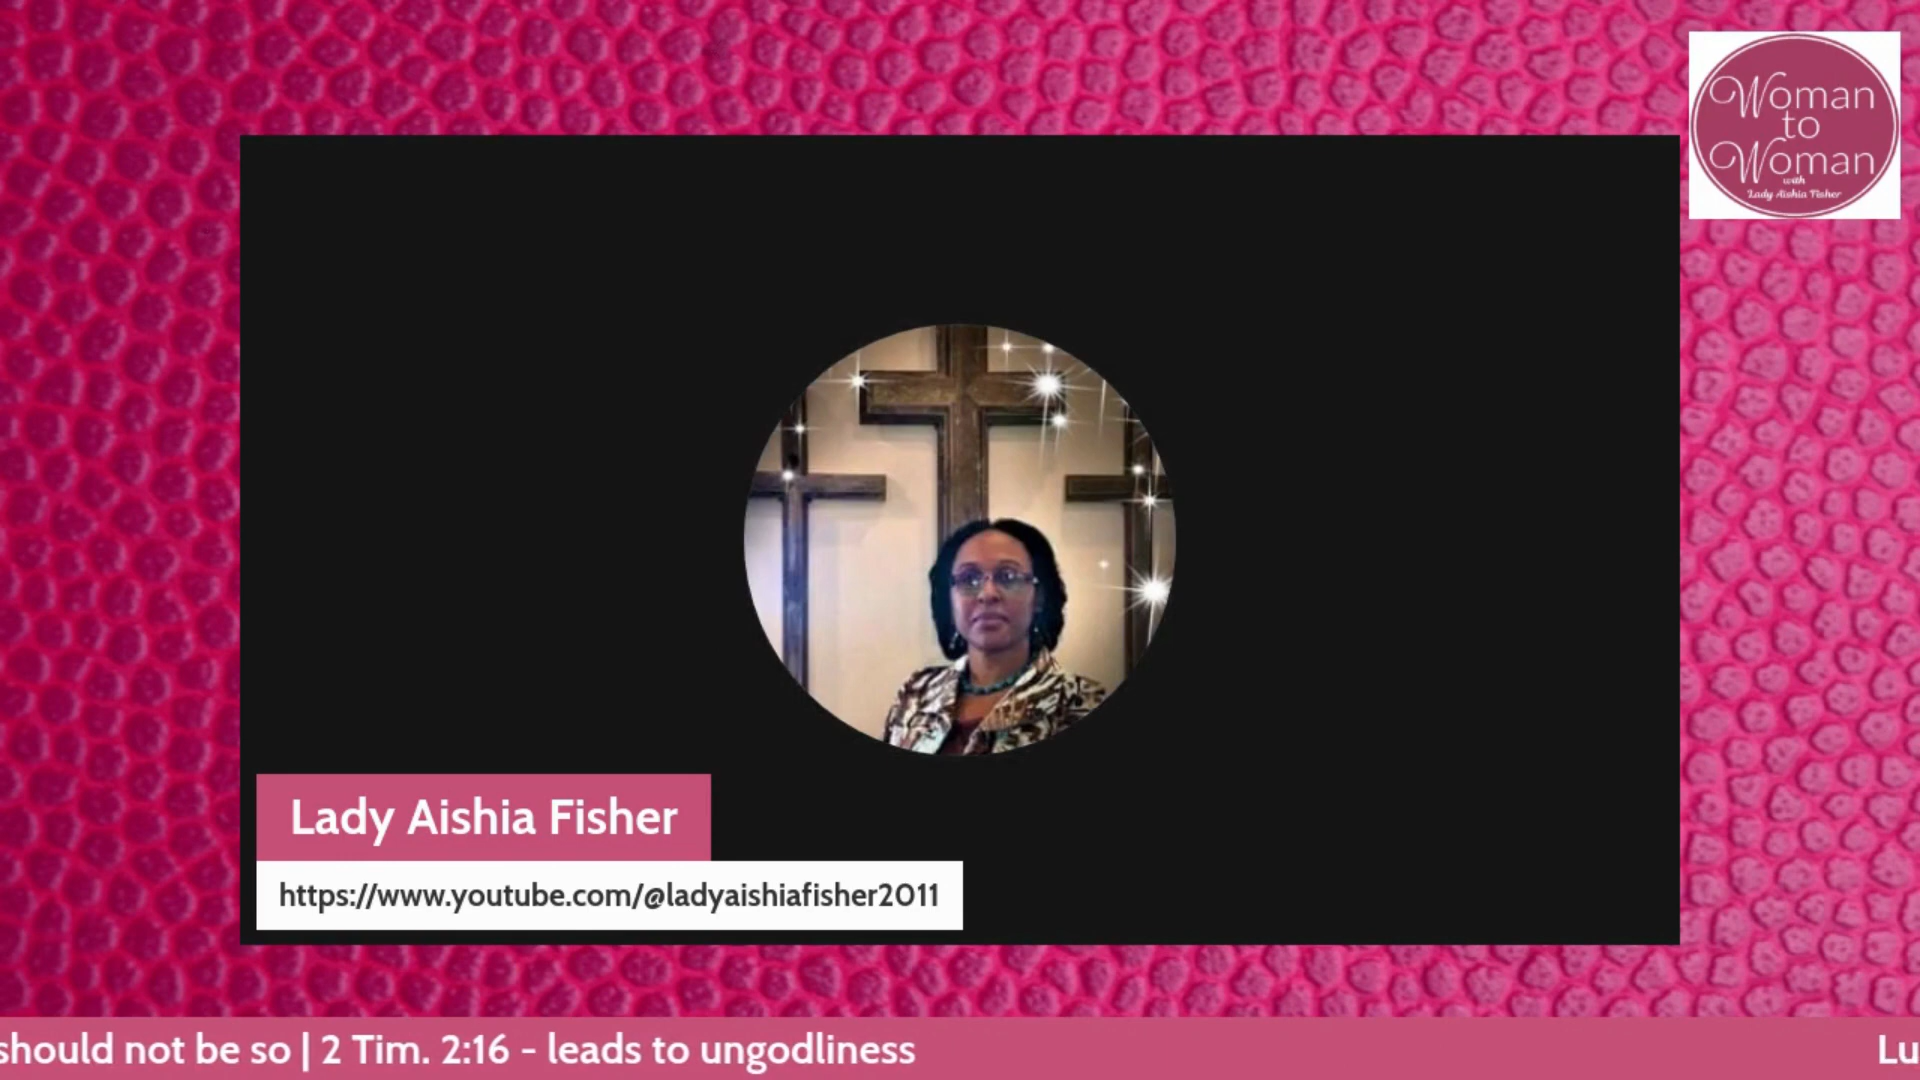 Woman
to
Woman
with
Lady Aishia Fisher
Lady Aishia Fisher
https://www.youtube.com/@ladyaishiafisher2011
should not be so | 2 Tim. 2:16 - leads to ungodliness
Lu